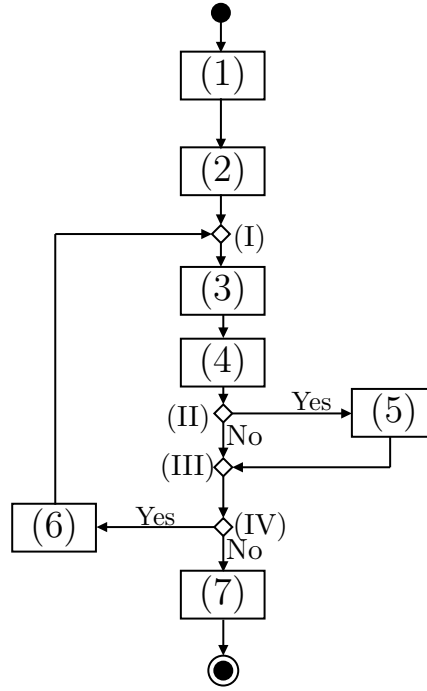 (1)
(2)
(I)
(3)
(4)
(II) Yes (5)
No
(III)
(6) Yes (IV)
No
(7)